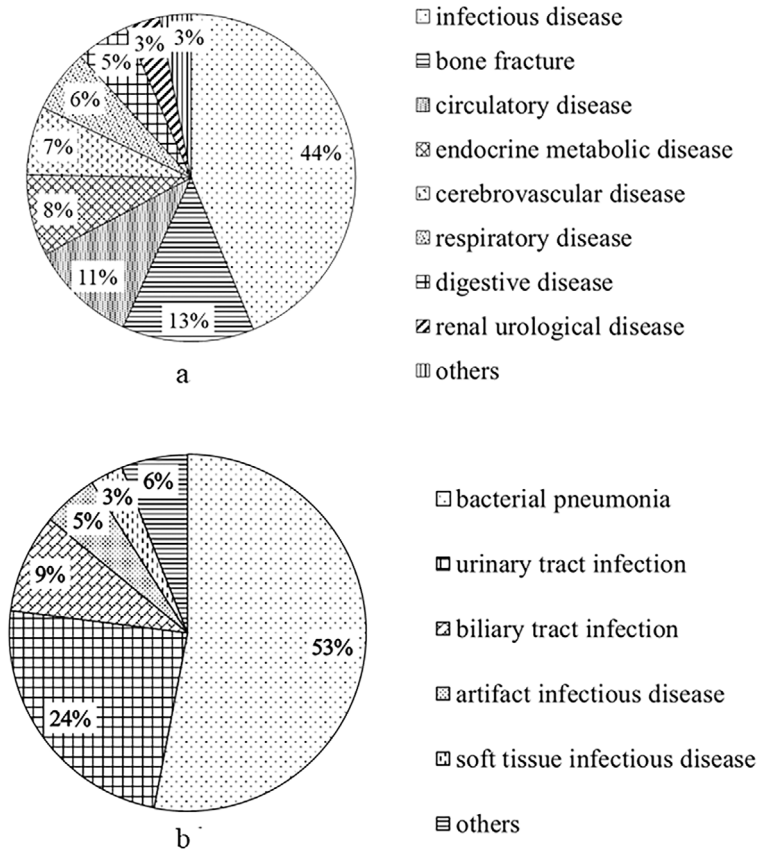 3%
3%
5%
6%
7%
8%
11%
13%
44%
a
infectious disease
bone fracture
circulatory disease
endocrine metabolic disease
cerebrovascular disease
respiratory disease
digestive disease
renal urological disease
others
6%
3%
5%
9%
24%
53%
b
bacterial pneumonia
urinary tract infection
biliary tract infection
artifact infectious disease
soft tissue infectious disease
others